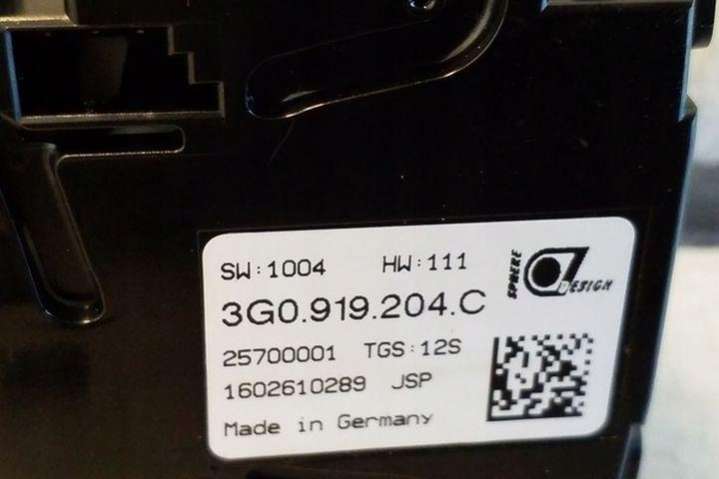 SW:1004 HW:111
SPHERE DESIGN
3G0.919.204.C
25700001 TGS:12S
1602610289 JSP
Made in Germany